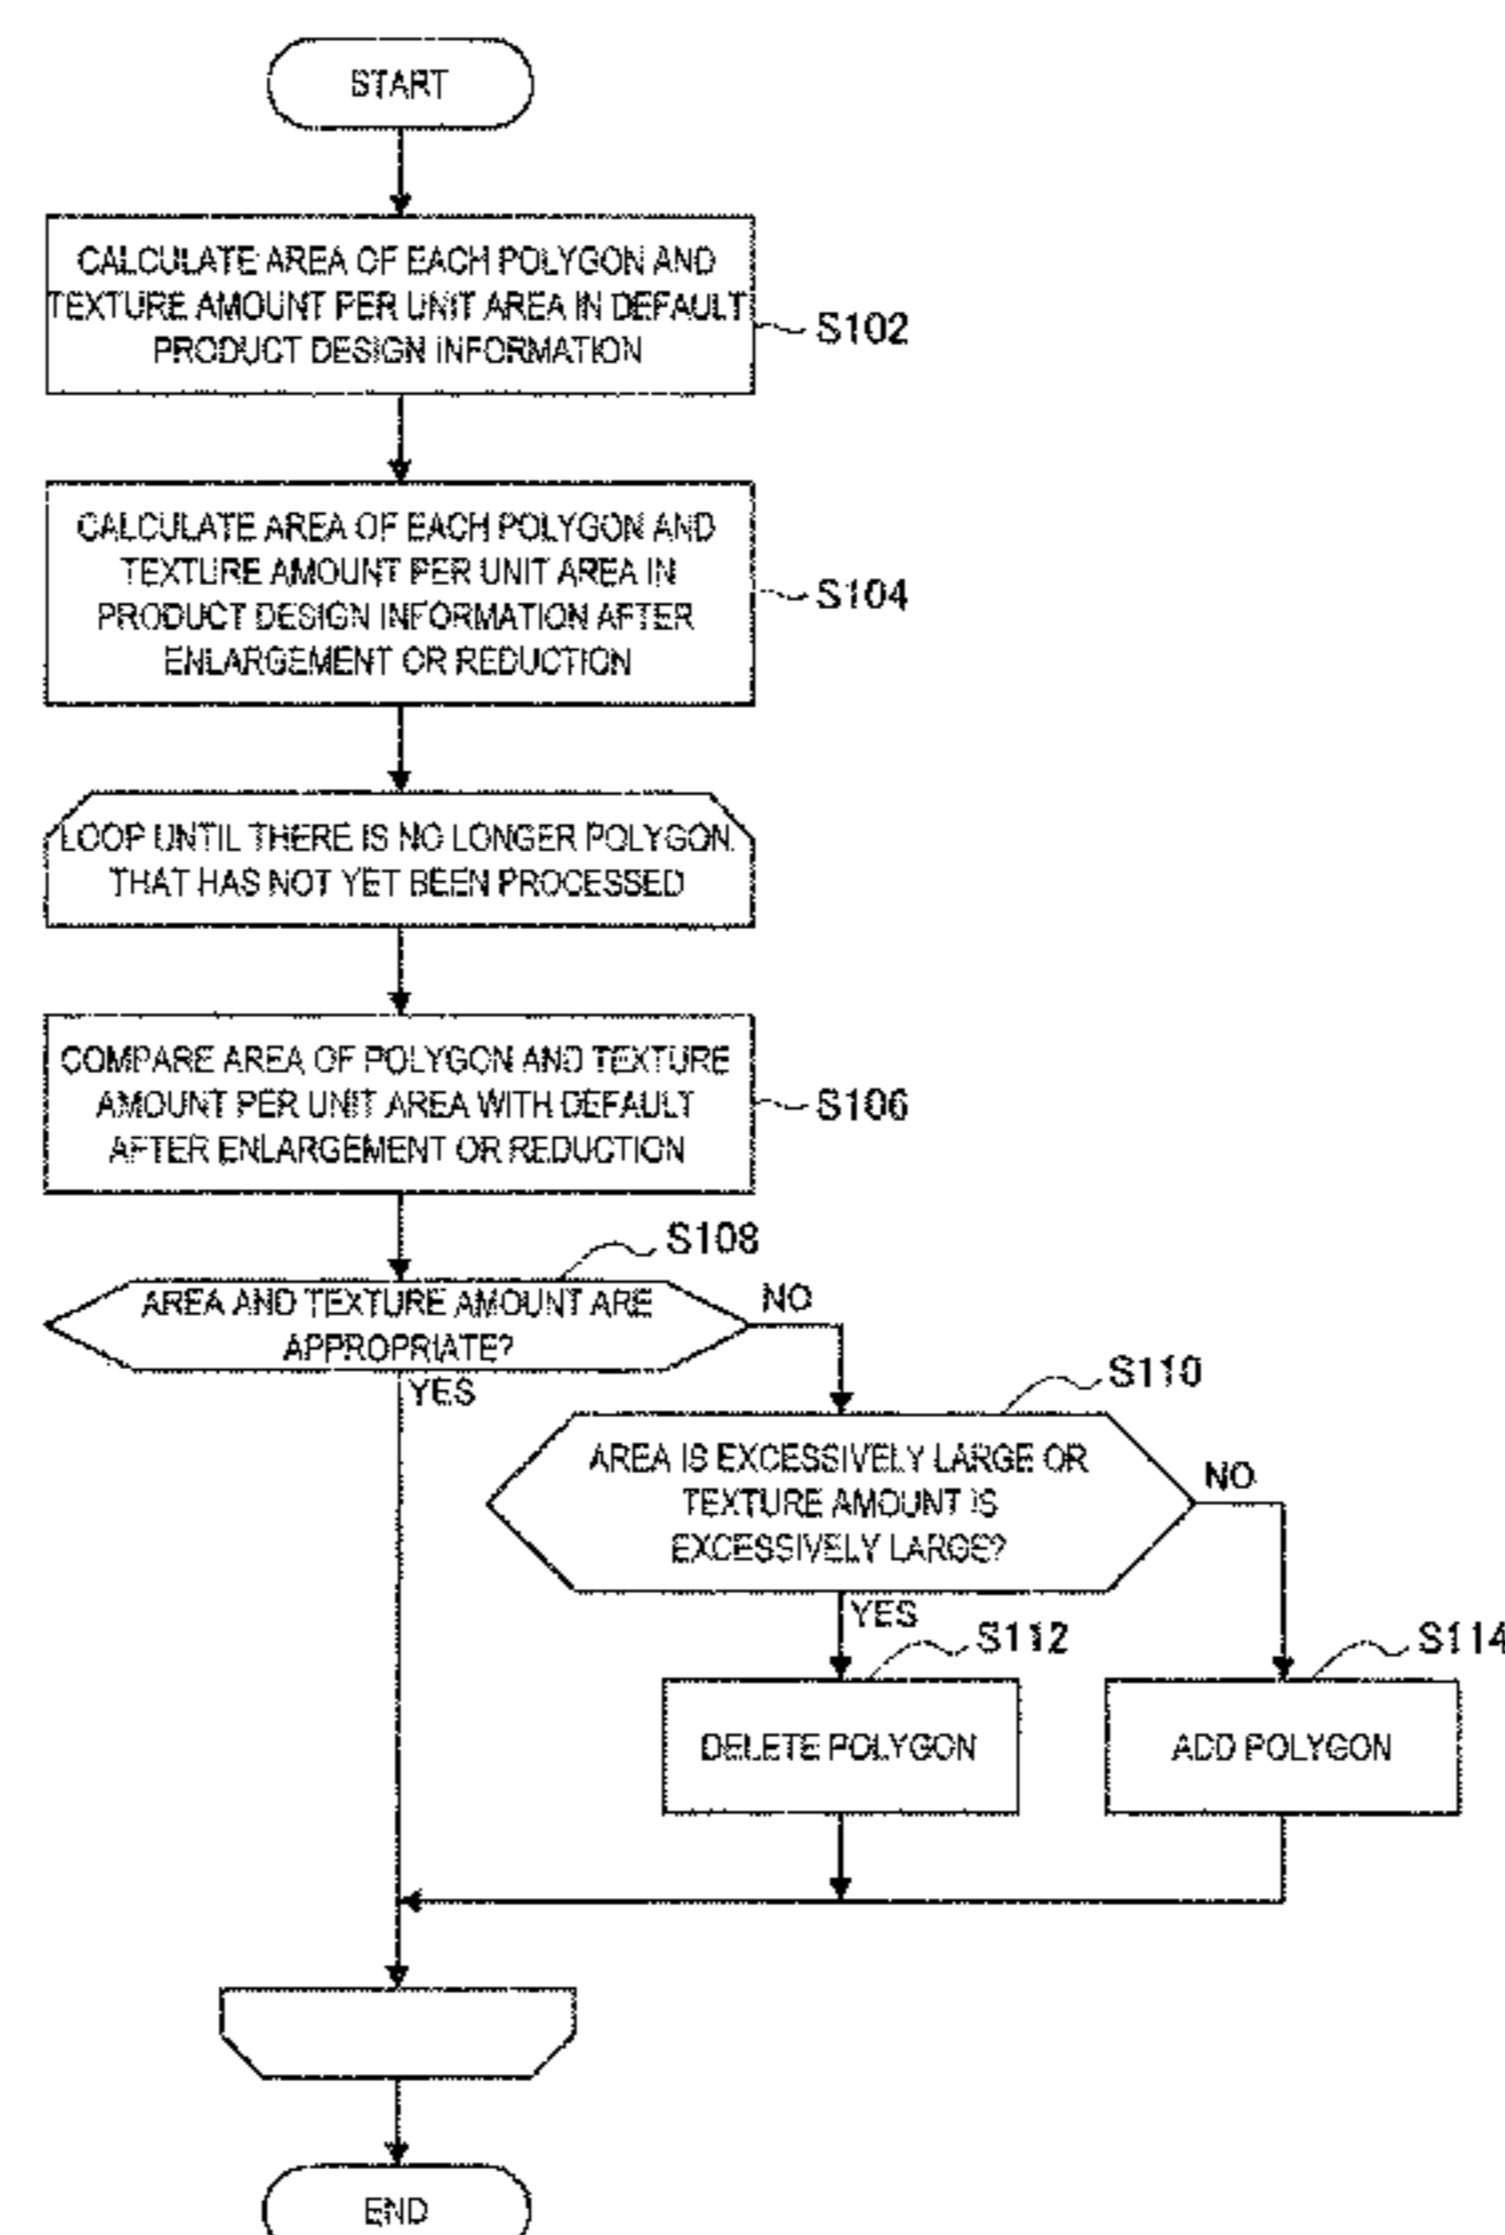 START
CALCULATE AREA OF EACH POLYGON AND
TEXTURE AMOUNT PER UNIT AREA IN DEFAULT
PRODUCT DESIGN INFORMATION
S102
CALCULATE AREA OF EACH POLYGON AND
TEXTURE AMOUNT PER UNIT AREA IN
PRODUCT DESIGN INFORMATION AFTER
ENLARGEMENT OR REDUCTION
S104
LOOP UNTIL THERE IS NO LONGER POLYGON
THAT HAS NOT YET BEEN PROCESSED
COMPARE AREA OF POLYGON AND TEXTURE
AMOUNT PER UNIT AREA WITH DEFAULT
AFTER ENLARGEMENT OR REDUCTION
S106
S108
AREA AND TEXTURE AMOUNT ARE
APPROPRIATE?
NO
YES
S110
AREA IS EXCESSIVELY LARGE OR
TEXTURE AMOUNT IS
EXCESSIVELY LARGE?
NO
YES
S112
S114
DELETE POLYGON
ADD POLYGON
END